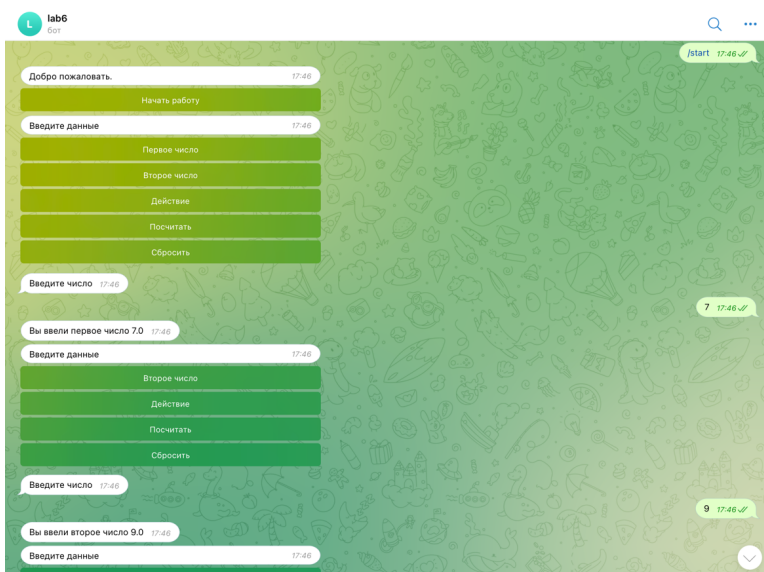 L
lab6
бот
/start 17:46
Добро пожаловать. 17:46
Начать работу
Введите данные 17:46
Первое число
Второе число
Действие
Посчитать
Сбросить
Введите число 17:46
7 17:46
Вы ввели первое число 7.0 17:46
Введите данные 17:46
Второе число
Действие
Посчитать
Сбросить
Введите число 17:46
9 17:46
Вы ввели второе число 9.0 17:46
Введите данные 17:46